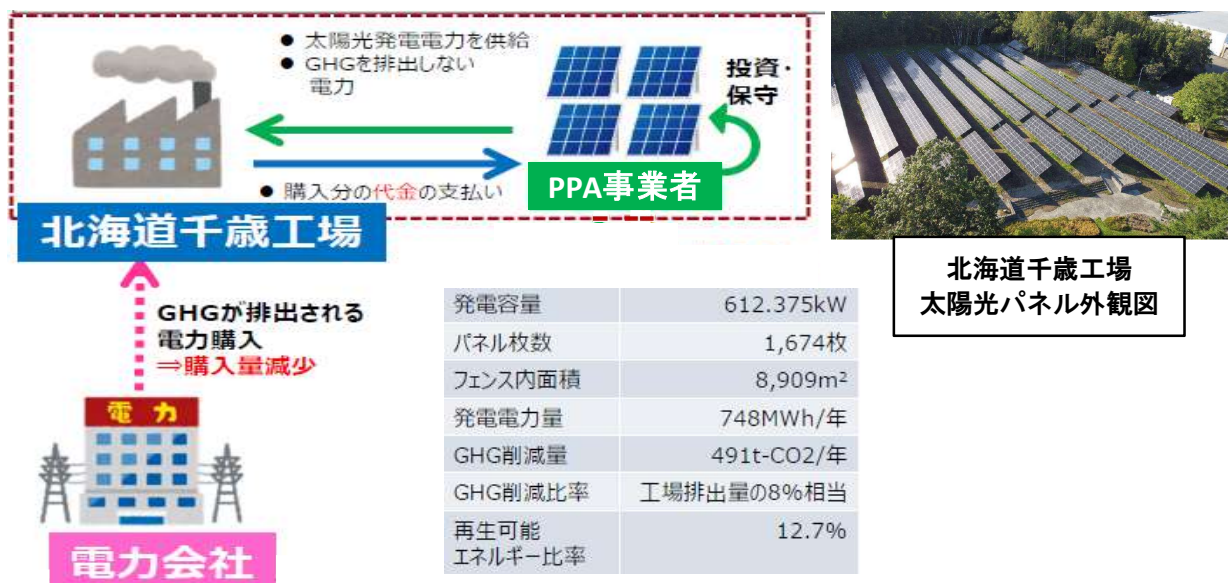 ● 太陽光発電電力を供給
● GHGを排出しない
電力
投資・
保守
● 購入分の代金の支払い
PPA事業者
北海道千歳工場
GHGが排出される
電力購入
⇒購入量減少
電力
電力会社
発電容量 612.375kW
パネル枚数 1,674枚
フェンス内面積 8,909m²
発電電力量 748MWh/年
GHG削減量 491t-CO2/年
GHG削減比率 工場排出量の8%相当
再生可能
エネルギー比率 12.7%
北海道千歳工場
太陽光パネル外観図